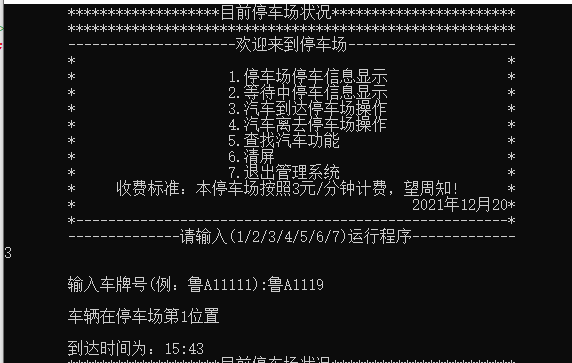 *******************目前停车场状况***********************
********************************************************
---------------------欢迎来到停车场---------------------
* *
* 1.停车场停车信息显示 *
* 2.等待中停车信息显示 *
* 3.汽车到达停车场操作 *
* 4.汽车离去停车场操作 *
* 5.查找汽车功能 *
* 6.清屏 *
* 7.退出管理系统 *
* 收费标准：本停车场按照3元/分钟计费，望周知! *
* 2021年12月20*
*------------------------------------------------------*
--------------请输入(1/2/3/4/5/6/7)运行程序-------------
3
输入车牌号(例：鲁A11111):鲁A1119
车辆在停车场第1位置
到达时间为：15:43
*******************目前停车场状况***********************